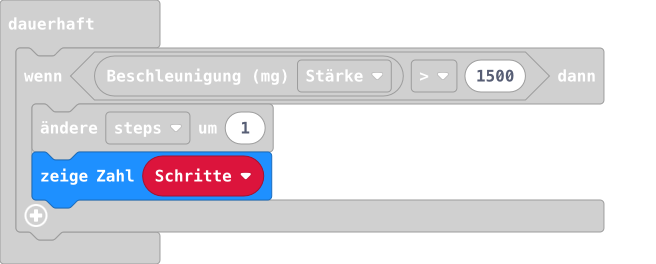 dauerhaft
wenn Beschleunigung (mg) Stärke > 1500 dann
ändere steps um 1
zeige Zahl Schritte